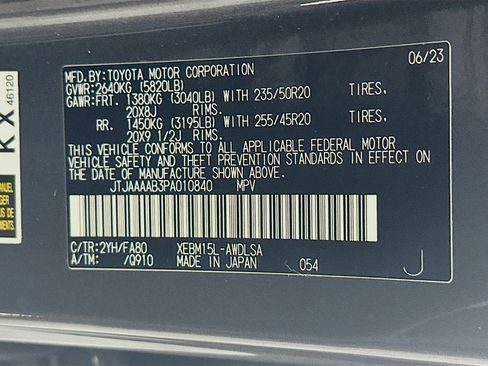 06/23
MFD.BY:TOYOTA MOTOR CORPORATION
GVWR:2640KG (5820LB)
GAWR:FRT. 1380KG (3040LB) WITH 235/50R20 TIRES,
20X8J RIMS.
RR. 1450KG (3195LB) WITH 255/45R20 TIRES,
20X9 1/2J RIMS.
THIS VEHICLE CONFORMS TO ALL APPLICABLE FEDERAL MOTOR
VEHICLE SAFETY AND THEFT PREVENTION STANDARDS IN EFFECT ON
THE DATE OF MANUFACTURE SHOWN ABOVE.
JTJAAAAB3PA010840 MPV
C/TR:2YH/FA80 XEBM15L-AWDLSA
A/TM: /Q910 MADE IN JAPAN 054 J
KX
46120